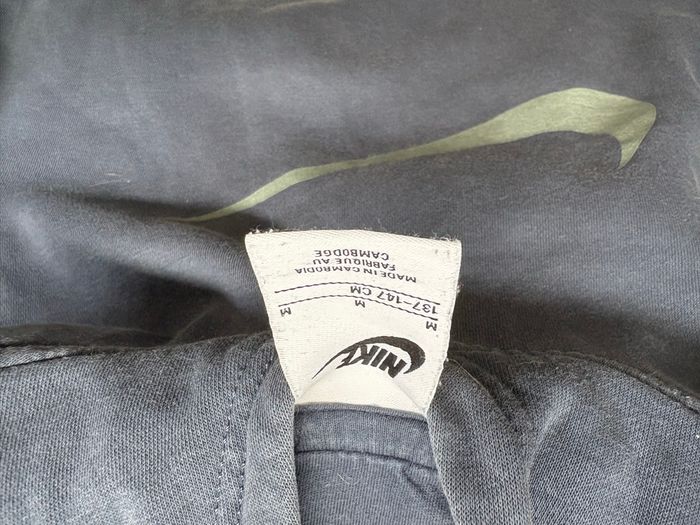 NIKE
M M M
137-147 CM
MADE IN CAMBODIA
FABRIQUE AU
CAMBODGE